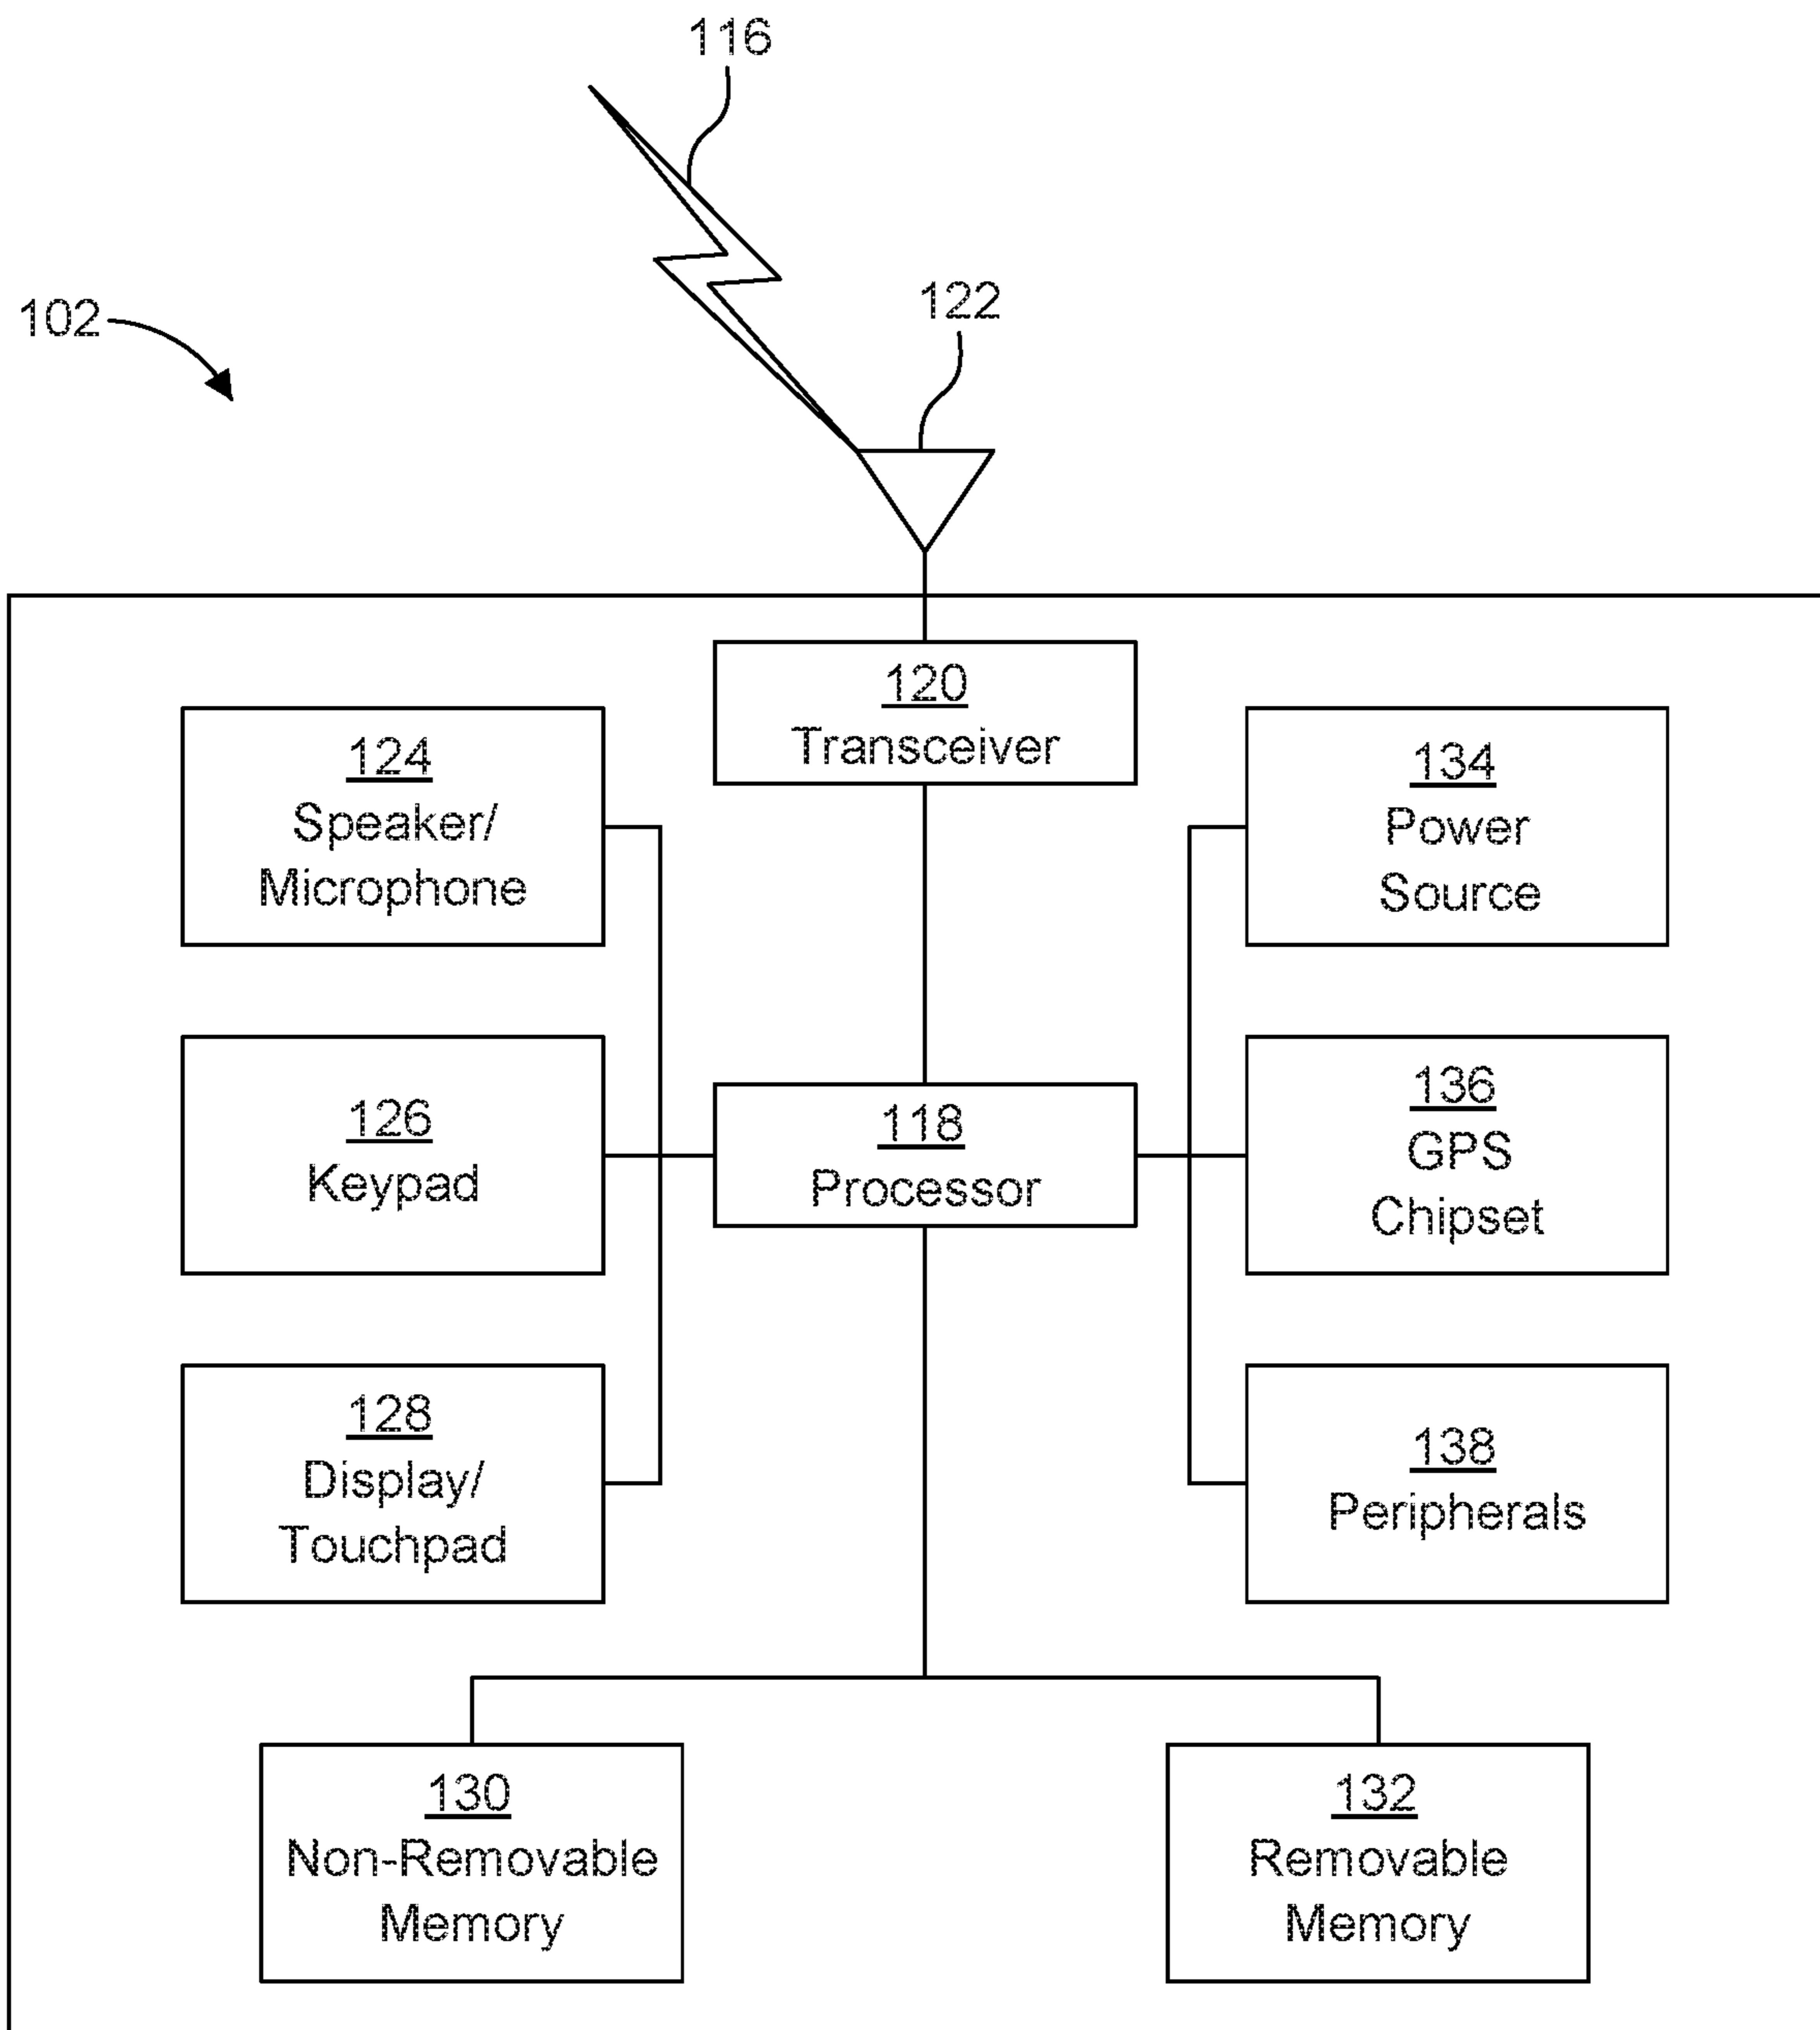 116
122
102
120
Transceiver
124
Speaker/
Microphone
134
Power
Source
126
Keypad
118
Processor
136
GPS
Chipset
128
Display/
Touchpad
138
Peripherals
130
Non-Removable
Memory
132
Removable
Memory